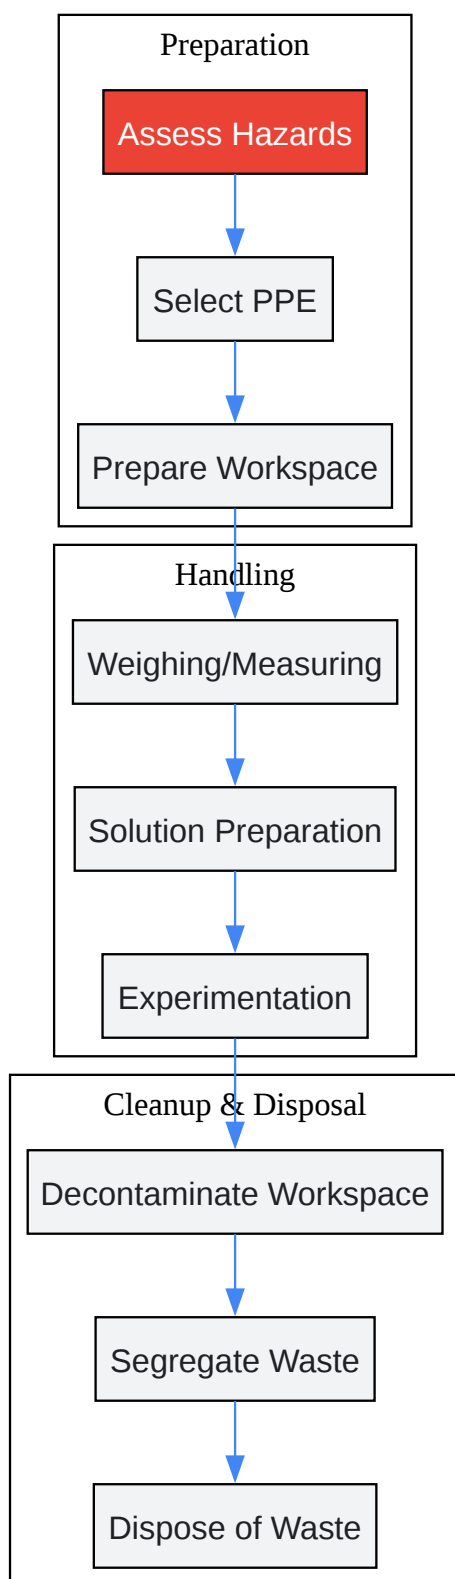 Preparation
Assess Hazards
Select PPE
Prepare Workspace
Handling
Weighing/Measuring
Solution Preparation
Experimentation
Cleanup & Disposal
Decontaminate Workspace
Segregate Waste
Dispose of Waste